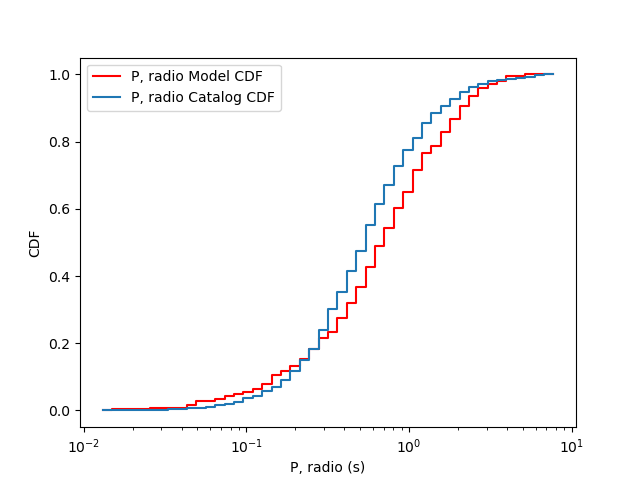 P, radio Model CDF
P, radio Catalog CDF
CDF
1.0
0.8
0.6
0.4
0.2
0.0
10⁻²
10⁻¹
10⁰
10¹
P, radio (s)